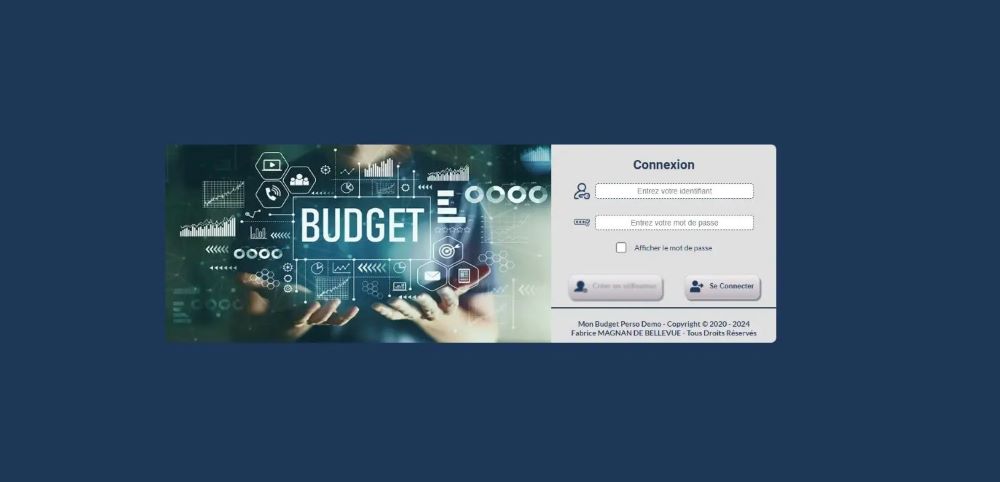 BUDGET
Connexion
Entrez votre identifiant
Entrez votre mot de passe
Afficher le mot de passe
Créer un utilisateur
Se Connecter
Mon Budget Perso Demo - Copyright © 2020 - 2024
Fabrice MAGNAN DE BELLEVUE - Tous Droits Réservés